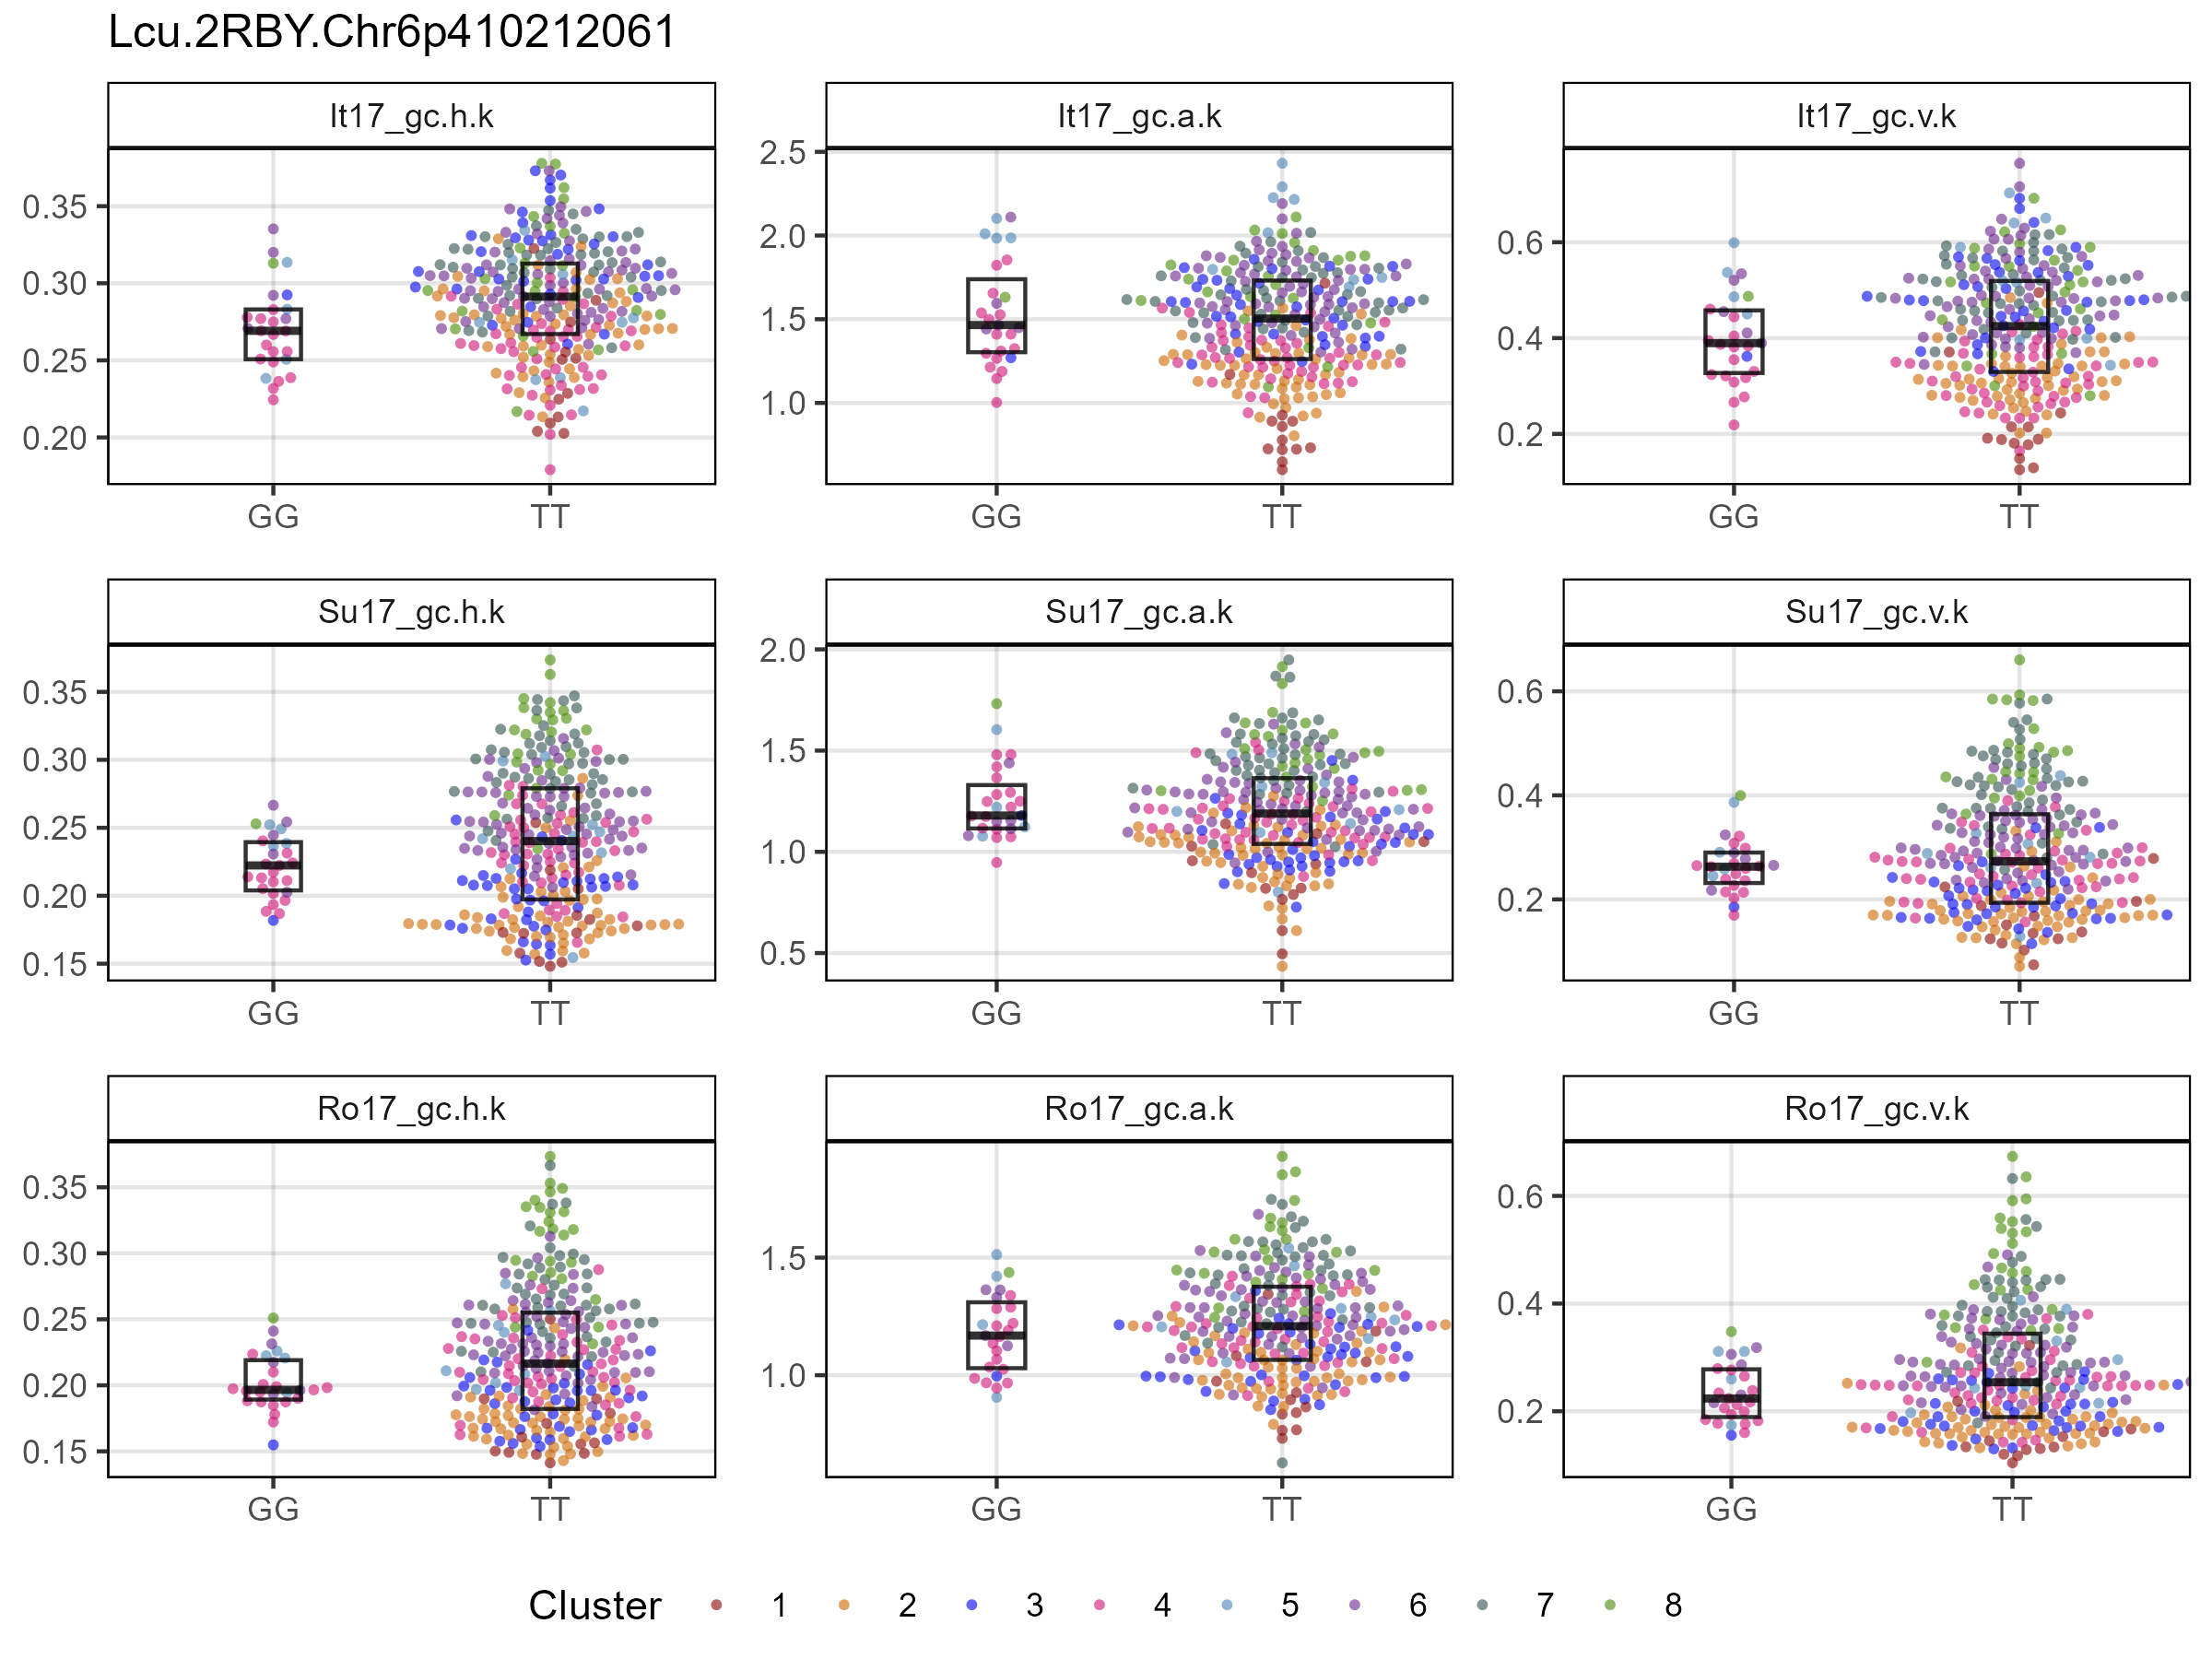 Lcu.2RBY.Chr6p410212061
It17_gc.h.k
It17_gc.a.k
It17_gc.v.k
0.35
0.30
0.25
0.20
GG
TT
2.5
2.0
1.5
1.0
GG
TT
0.6
0.4
0.2
GG
TT
Su17_gc.h.k
Su17_gc.a.k
Su17_gc.v.k
0.35
0.30
0.25
0.20
0.15
GG
TT
2.0
1.5
1.0
0.5
GG
TT
0.6
0.4
0.2
GG
TT
Ro17_gc.h.k
Ro17_gc.a.k
Ro17_gc.v.k
0.35
0.30
0.25
0.20
0.15
GG
TT
1.5
1.0
GG
TT
0.6
0.4
0.2
GG
TT
Cluster 1 2 3 4 5 6 7 8